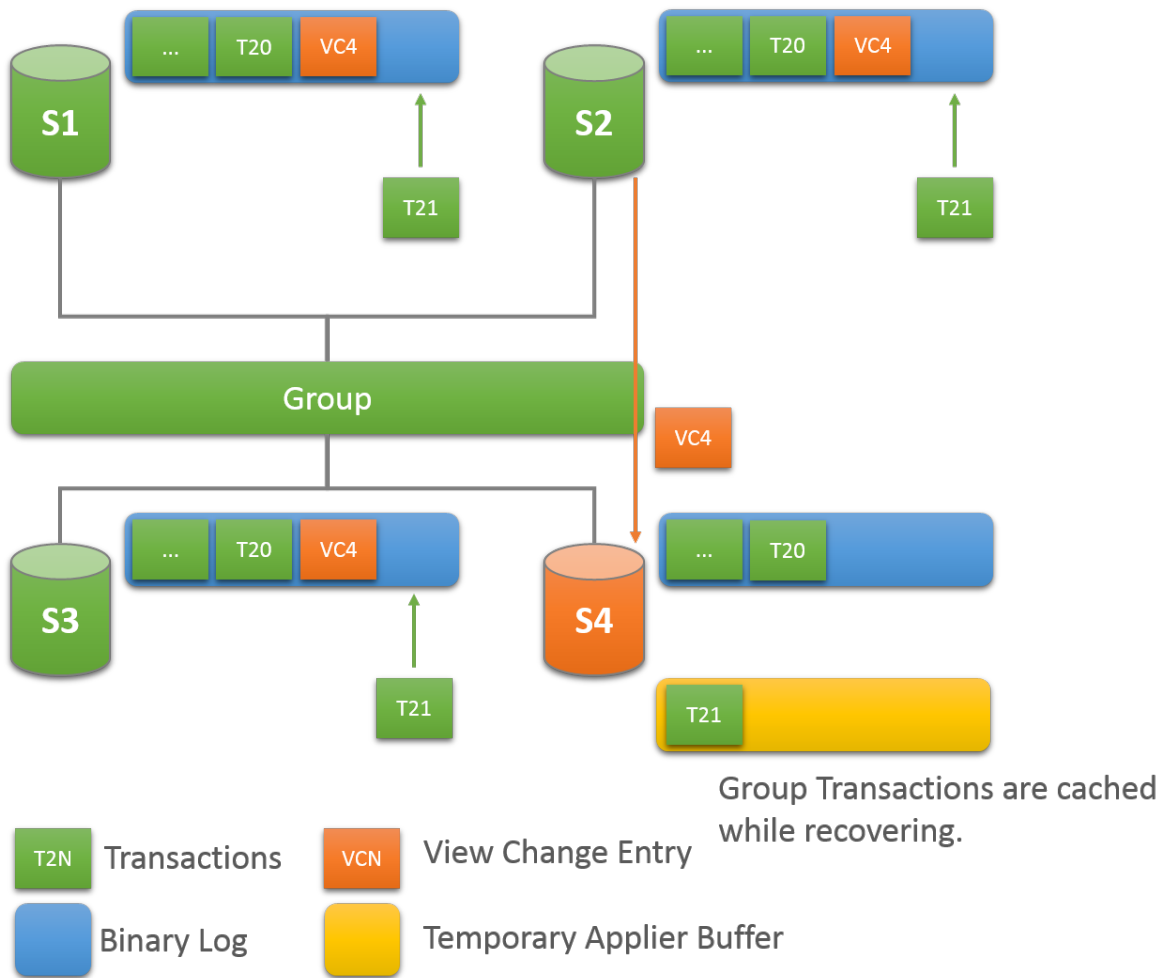 ... T20 VC4
S1
T21
... T20 VC4
S2
T21
Group
VC4
... T20 VC4
S3
T21
... T20
S4
T21
Group Transactions are cached
while recovering.
T2N Transactions
VCN View Change Entry
Binary Log
Temporary Applier Buffer